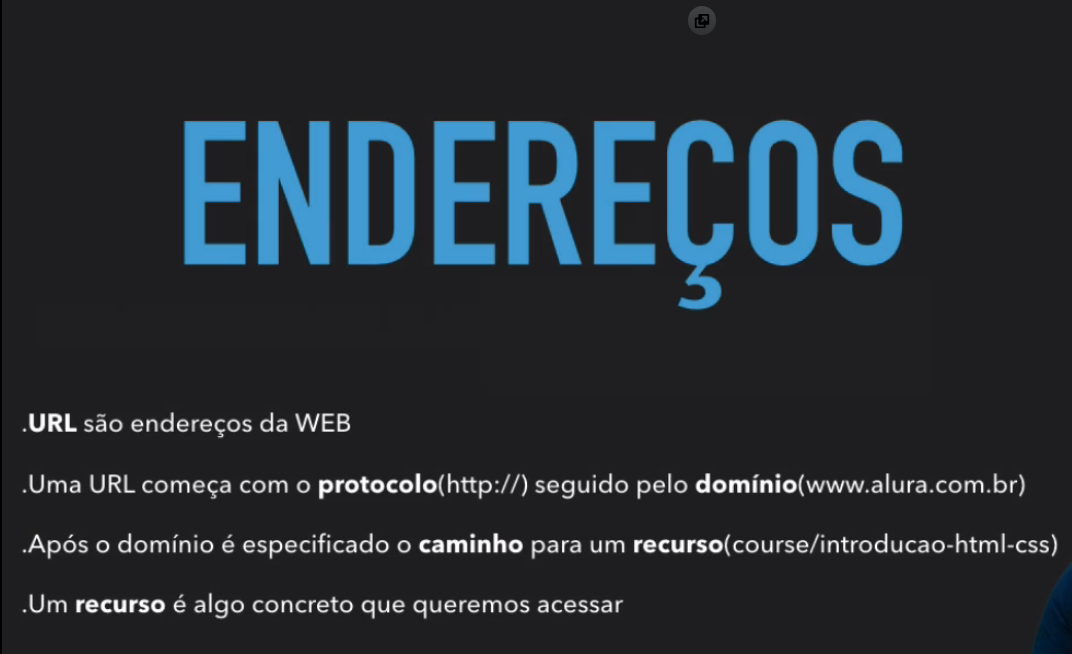 ENDEREÇOS
.URL são endereços da WEB
.Uma URL começa com o protocolo(http://) seguido pelo domínio(www.alura.com.br)
.Após o domínio é especificado o caminho para um recurso(course/introducao-html-css)
.Um recurso é algo concreto que queremos acessar